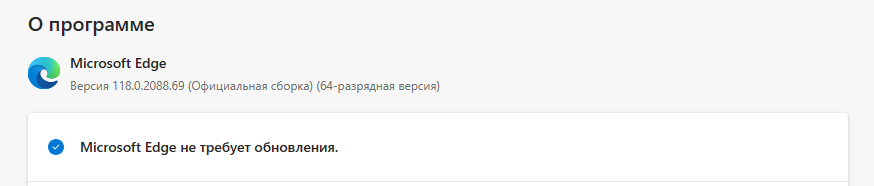 О программе
Microsoft Edge
Версия 118.0.2088.69 (Официальная сборка) (64-разрядная версия)
Microsoft Edge не требует обновления.